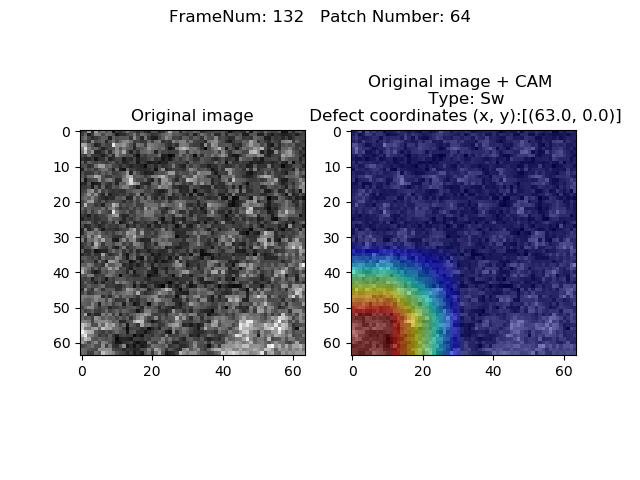 FrameNum: 132   Patch Number: 64
Original image
Original image + CAM
Type: Sw
Defect coordinates (x, y):[(63.0, 0.0)]
0
10
20
30
40
50
60
0 20 40 60
0
10
20
30
40
50
60
0 20 40 60